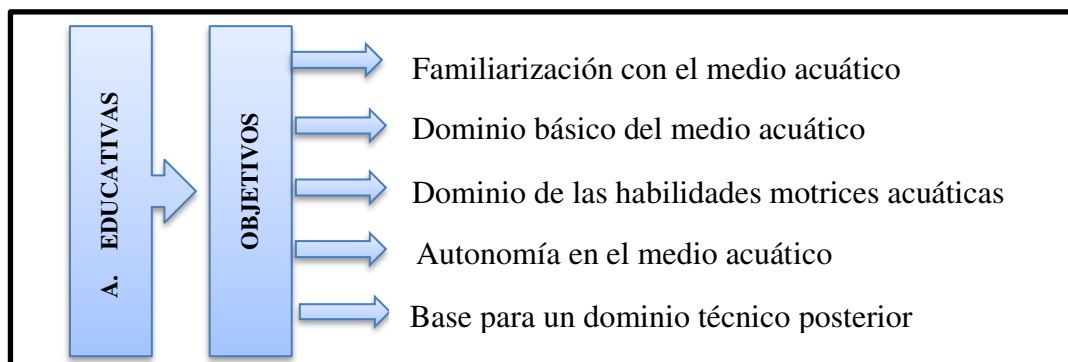 A. EDUCATIVAS
OBJETIVOS
Familiarización con el medio acuático
Dominio básico del medio acuático
Dominio de las habilidades motrices acuáticas
Autonomía en el medio acuático
Base para un dominio técnico posterior